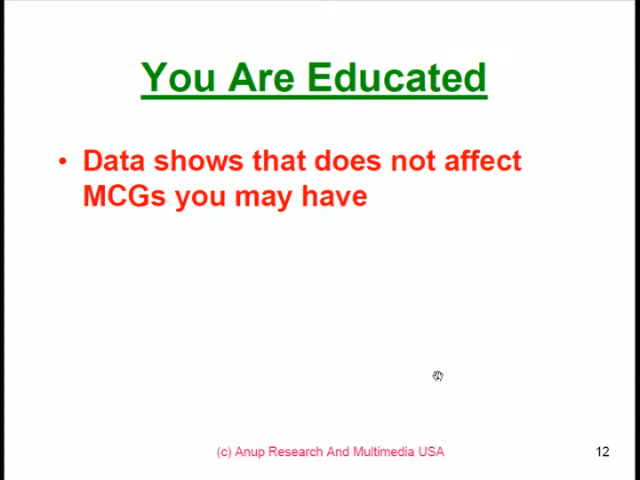 You Are Educated
• Data shows that does not affect
MCGs you may have
(c) Anup Research And Multimedia USA
12